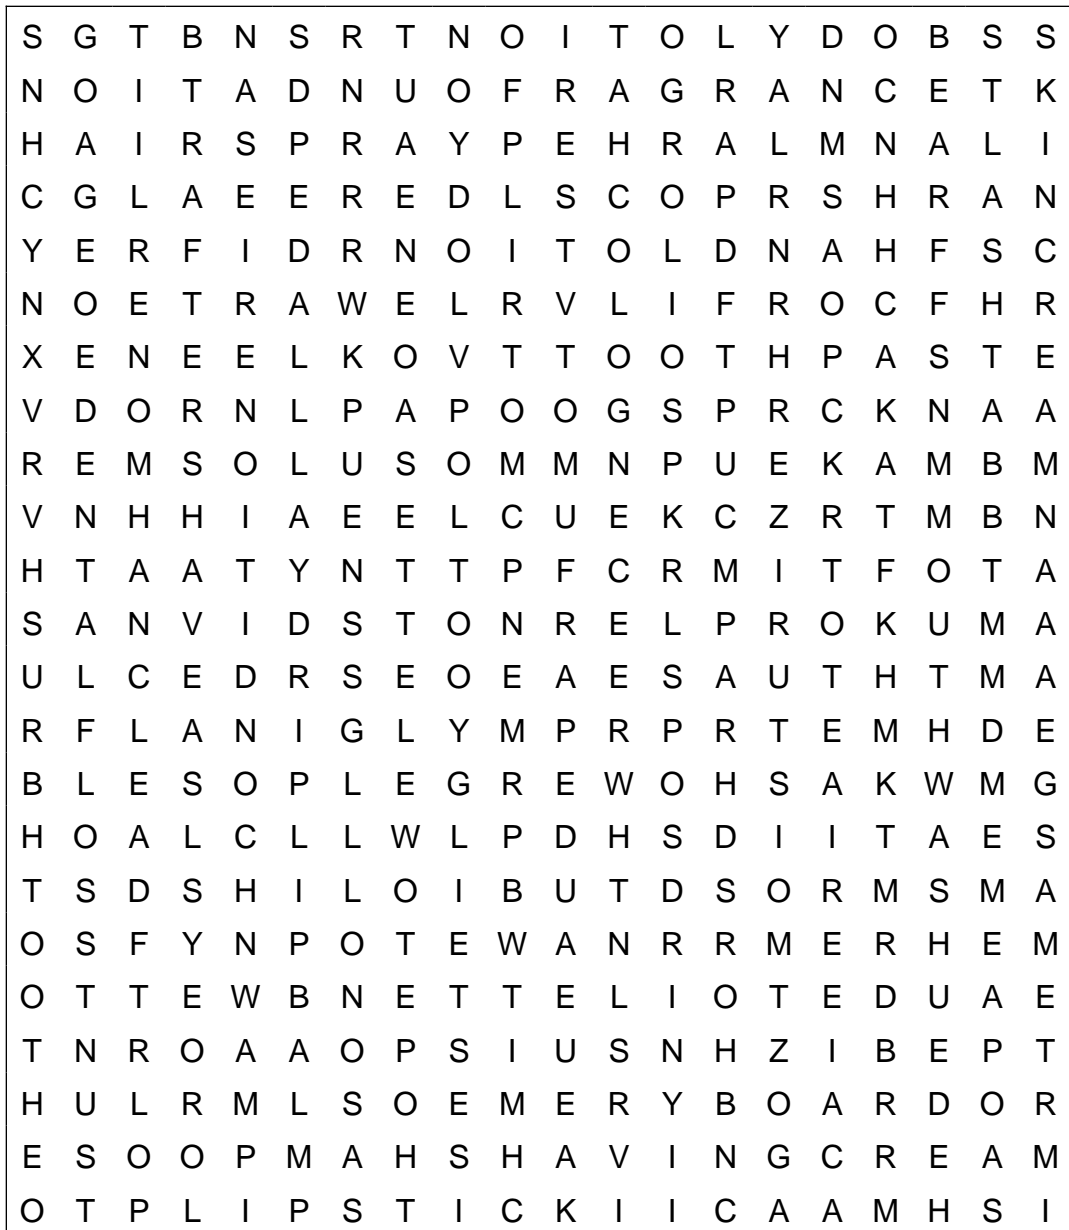 S G T B N S R T N O I T O L Y D O B S S
N O I T A D N U O F R A G R A N C E T K
H A I R S P R A Y P E H R A L M N A L I
C G L A E E R E D L S C O P R S H R A N
Y E R F I D R N O I T O L D N A H F S C
N O E T R A W E L R V L I F R O C F H R
X E N E E L K O V T T O O T H P A S T E
V D O R N L P A P O O G S P R C K N A A
R E M S O L U S O M M N P U E K A M B M
V N H H I A E E L C U E K C Z R T M B N
H T A A T Y N T T P F C R M I T F O T A
S A N V I D S T O N R E L P R O K U M A
U L C E D R S E O E A E S A U T H T M A
R F L A N I G L Y M P R P R T E M H D E
B L E S O P L E G R E W O H S A K W M G
H O A L C L L W L P D H S D I I T A E S
T S D S H I L O I B U T D S O R M S M A
O S F Y N P O T E W A N R R M E R H E M
O T T E W B N E T T E L I O T E D U A E
T N R O A A O P S I U S N H Z I B E P T
H U L R M L S O E M E R Y B O A R D O R
E S O O P M A H S H A V I N G C R E A M
O T P L I P S T I C K I I C A A M H S I